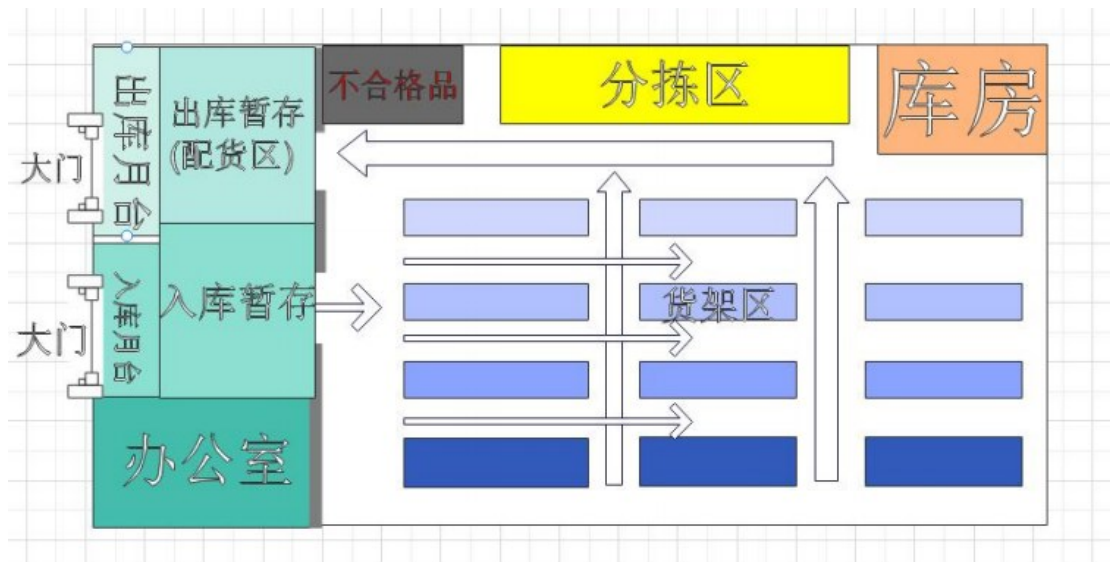 出库月台
出库暂存
(配货区)
不合格品
分拣区
库房
大门
入库月台
入库暂存
大门
货架区
办公室